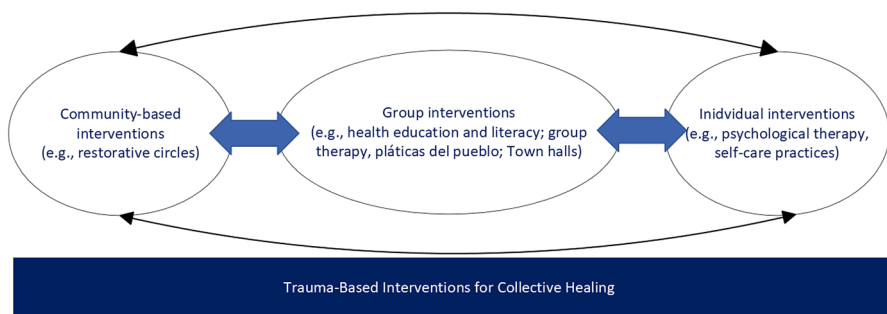 Community-based
interventions
(e.g., restorative circles)
Group interventions
(e.g., health education and literacy; group
therapy, pláticas del pueblo; Town halls)
Inidvidual interventions
(e.g., psychological therapy,
self-care practices)
Trauma-Based Interventions for Collective Healing